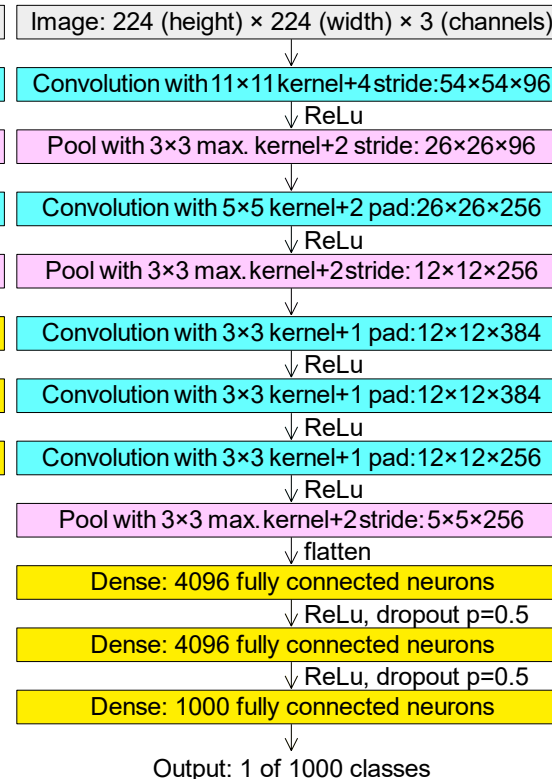 Image: 224 (height) × 224 (width) × 3 (channels)
Convolution with 11×11 kernel+4 stride:54×54×96
ReLu
Pool with 3×3 max. kernel+2 stride: 26×26×96
Convolution with 5×5 kernel+2 pad:26×26×256
ReLu
Pool with 3×3 max.kernel+2stride:12×12×256
Convolution with 3×3 kernel+1 pad:12×12×384
ReLu
Convolution with 3×3 kernel+1 pad:12×12×384
ReLu
Convolution with 3×3 kernel+1 pad:12×12×256
ReLu
Pool with 3×3 max.kernel+2stride:5×5×256
flatten
Dense: 4096 fully connected neurons
ReLu, dropout p=0.5
Dense: 4096 fully connected neurons
ReLu, dropout p=0.5
Dense: 1000 fully connected neurons
Output: 1 of 1000 classes